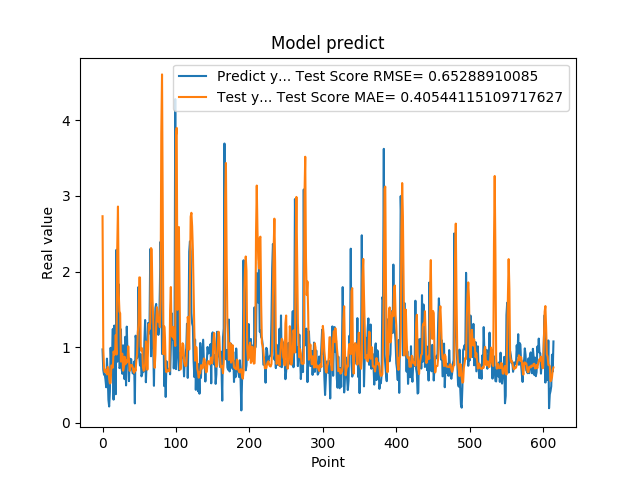 Model predict
Predict y... Test Score RMSE= 0.65288910085
Test y... Test Score MAE= 0.40544115109717627
Real value
4
3
2
1
0
0 100 200 300 400 500 600
Point